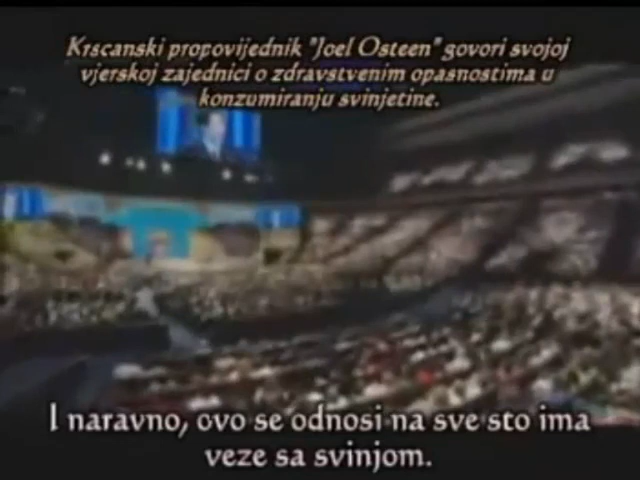 Krscanski propovijednik "Joel Osteen" govori svojoj
vjerskoj zajednici o zdravstvenim opasnostima u
konzumiranju svinjetine.
I naravno, ovo se odnosi na sve sto ima
veze sa svinjom.